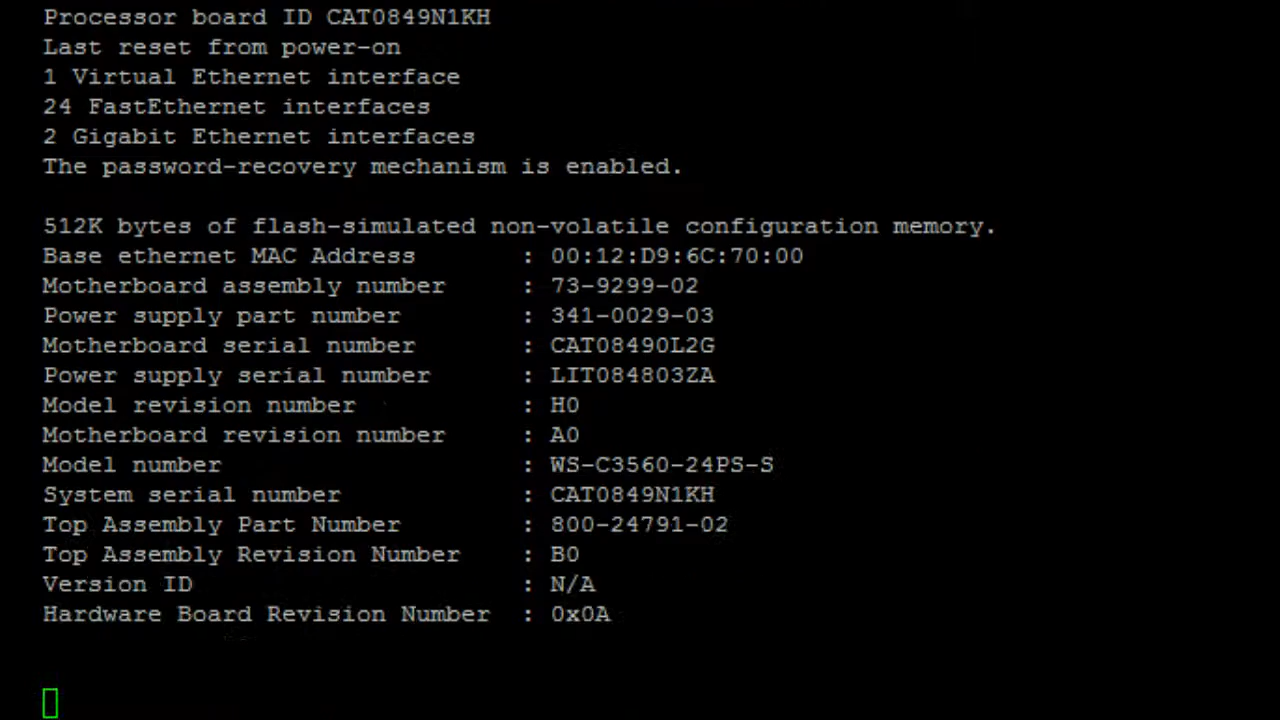 Processor board ID CAT0849N1KH
Last reset from power-on
1 Virtual Ethernet interface
24 FastEthernet interfaces
2 Gigabit Ethernet interfaces
The password-recovery mechanism is enabled.
512K bytes of flash-simulated non-volatile configuration memory.
Base ethernet MAC Address : 00:12:D9:6C:70:00
Motherboard assembly number : 73-9299-02
Power supply part number : 341-0029-03
Motherboard serial number : CAT08490L2G
Power supply serial number : LIT084803ZA
Model revision number : H0
Motherboard revision number : A0
Model number : WS-C3560-24PS-S
System serial number : CAT0849N1KH
Top Assembly Part Number : 800-24791-02
Top Assembly Revision Number : B0
Version ID : N/A
Hardware Board Revision Number : 0x0A